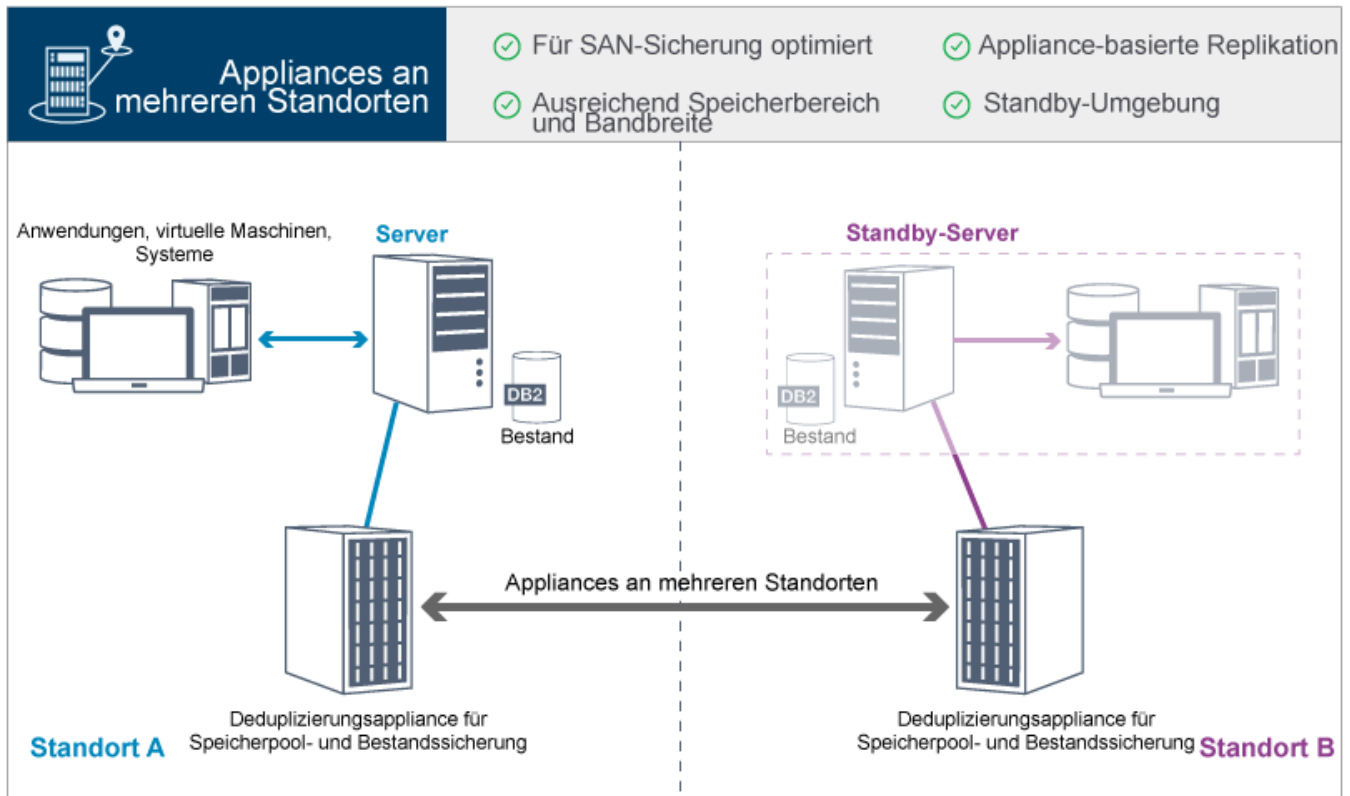 Appliances an
mehreren Standorten
Für SAN-Sicherung optimiert
Ausreichend Speicherbereich
und Bandbreite
Appliance-basierte Replikation
Standby-Umgebung
Anwendungen, virtuelle Maschinen,
Systeme
Server
DB2
Bestand
Standby-Server
DB2
Bestand
Appliances an mehreren Standorten
Deduplizierungsappliance für
Speicherpool- und Bestandssicherung
Standort A
Deduplizierungsappliance für
Speicherpool- und Bestandssicherung
Standort B